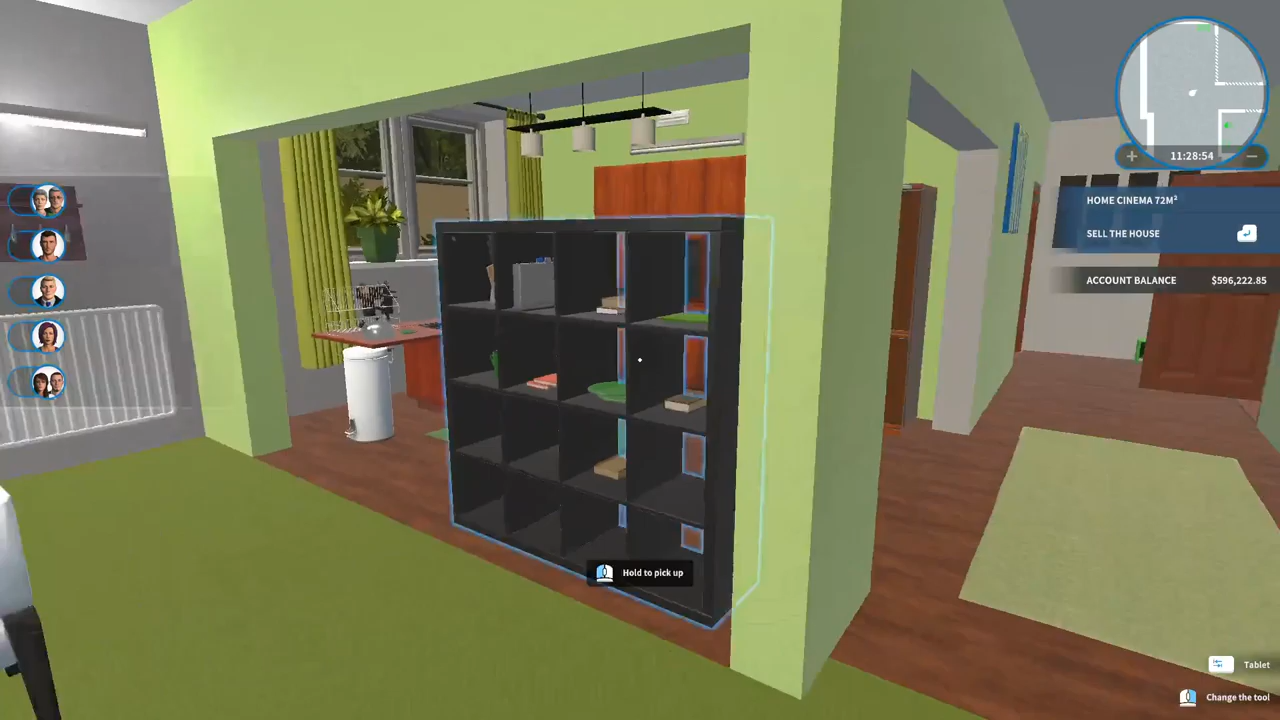 + 11:28:54 −
HOME CINEMA 72M²
SELL THE HOUSE
ACCOUNT BALANCE $596,222.85
Hold to pick up
Tablet
Change the tool